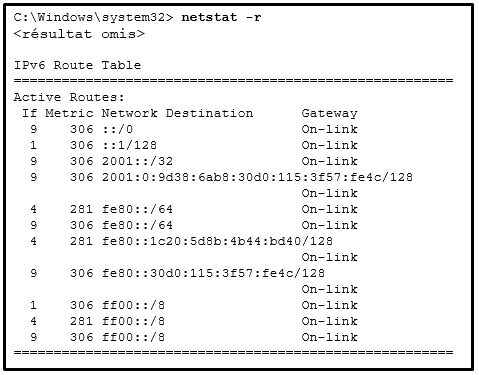 C:\Windows\system32> netstat -r
<résultat omis>
IPv6 Route Table
===========================================================================
Active Routes:
If Metric Network Destination Gateway
9 306 ::/0 On-link
1 306 ::1/128 On-link
9 306 2001::/32 On-link
9 306 2001:0:9d38:6ab8:30d0:115:3f57:fe4c/128
On-link
4 281 fe80::/64 On-link
9 306 fe80::/64 On-link
4 281 fe80::1c20:5d8b:4b44:bd40/128
On-link
9 306 fe80::30d0:115:3f57:fe4c/128
On-link
1 306 ff00::/8 On-link
4 281 ff00::/8 On-link
9 306 ff00::/8 On-link
===========================================================================